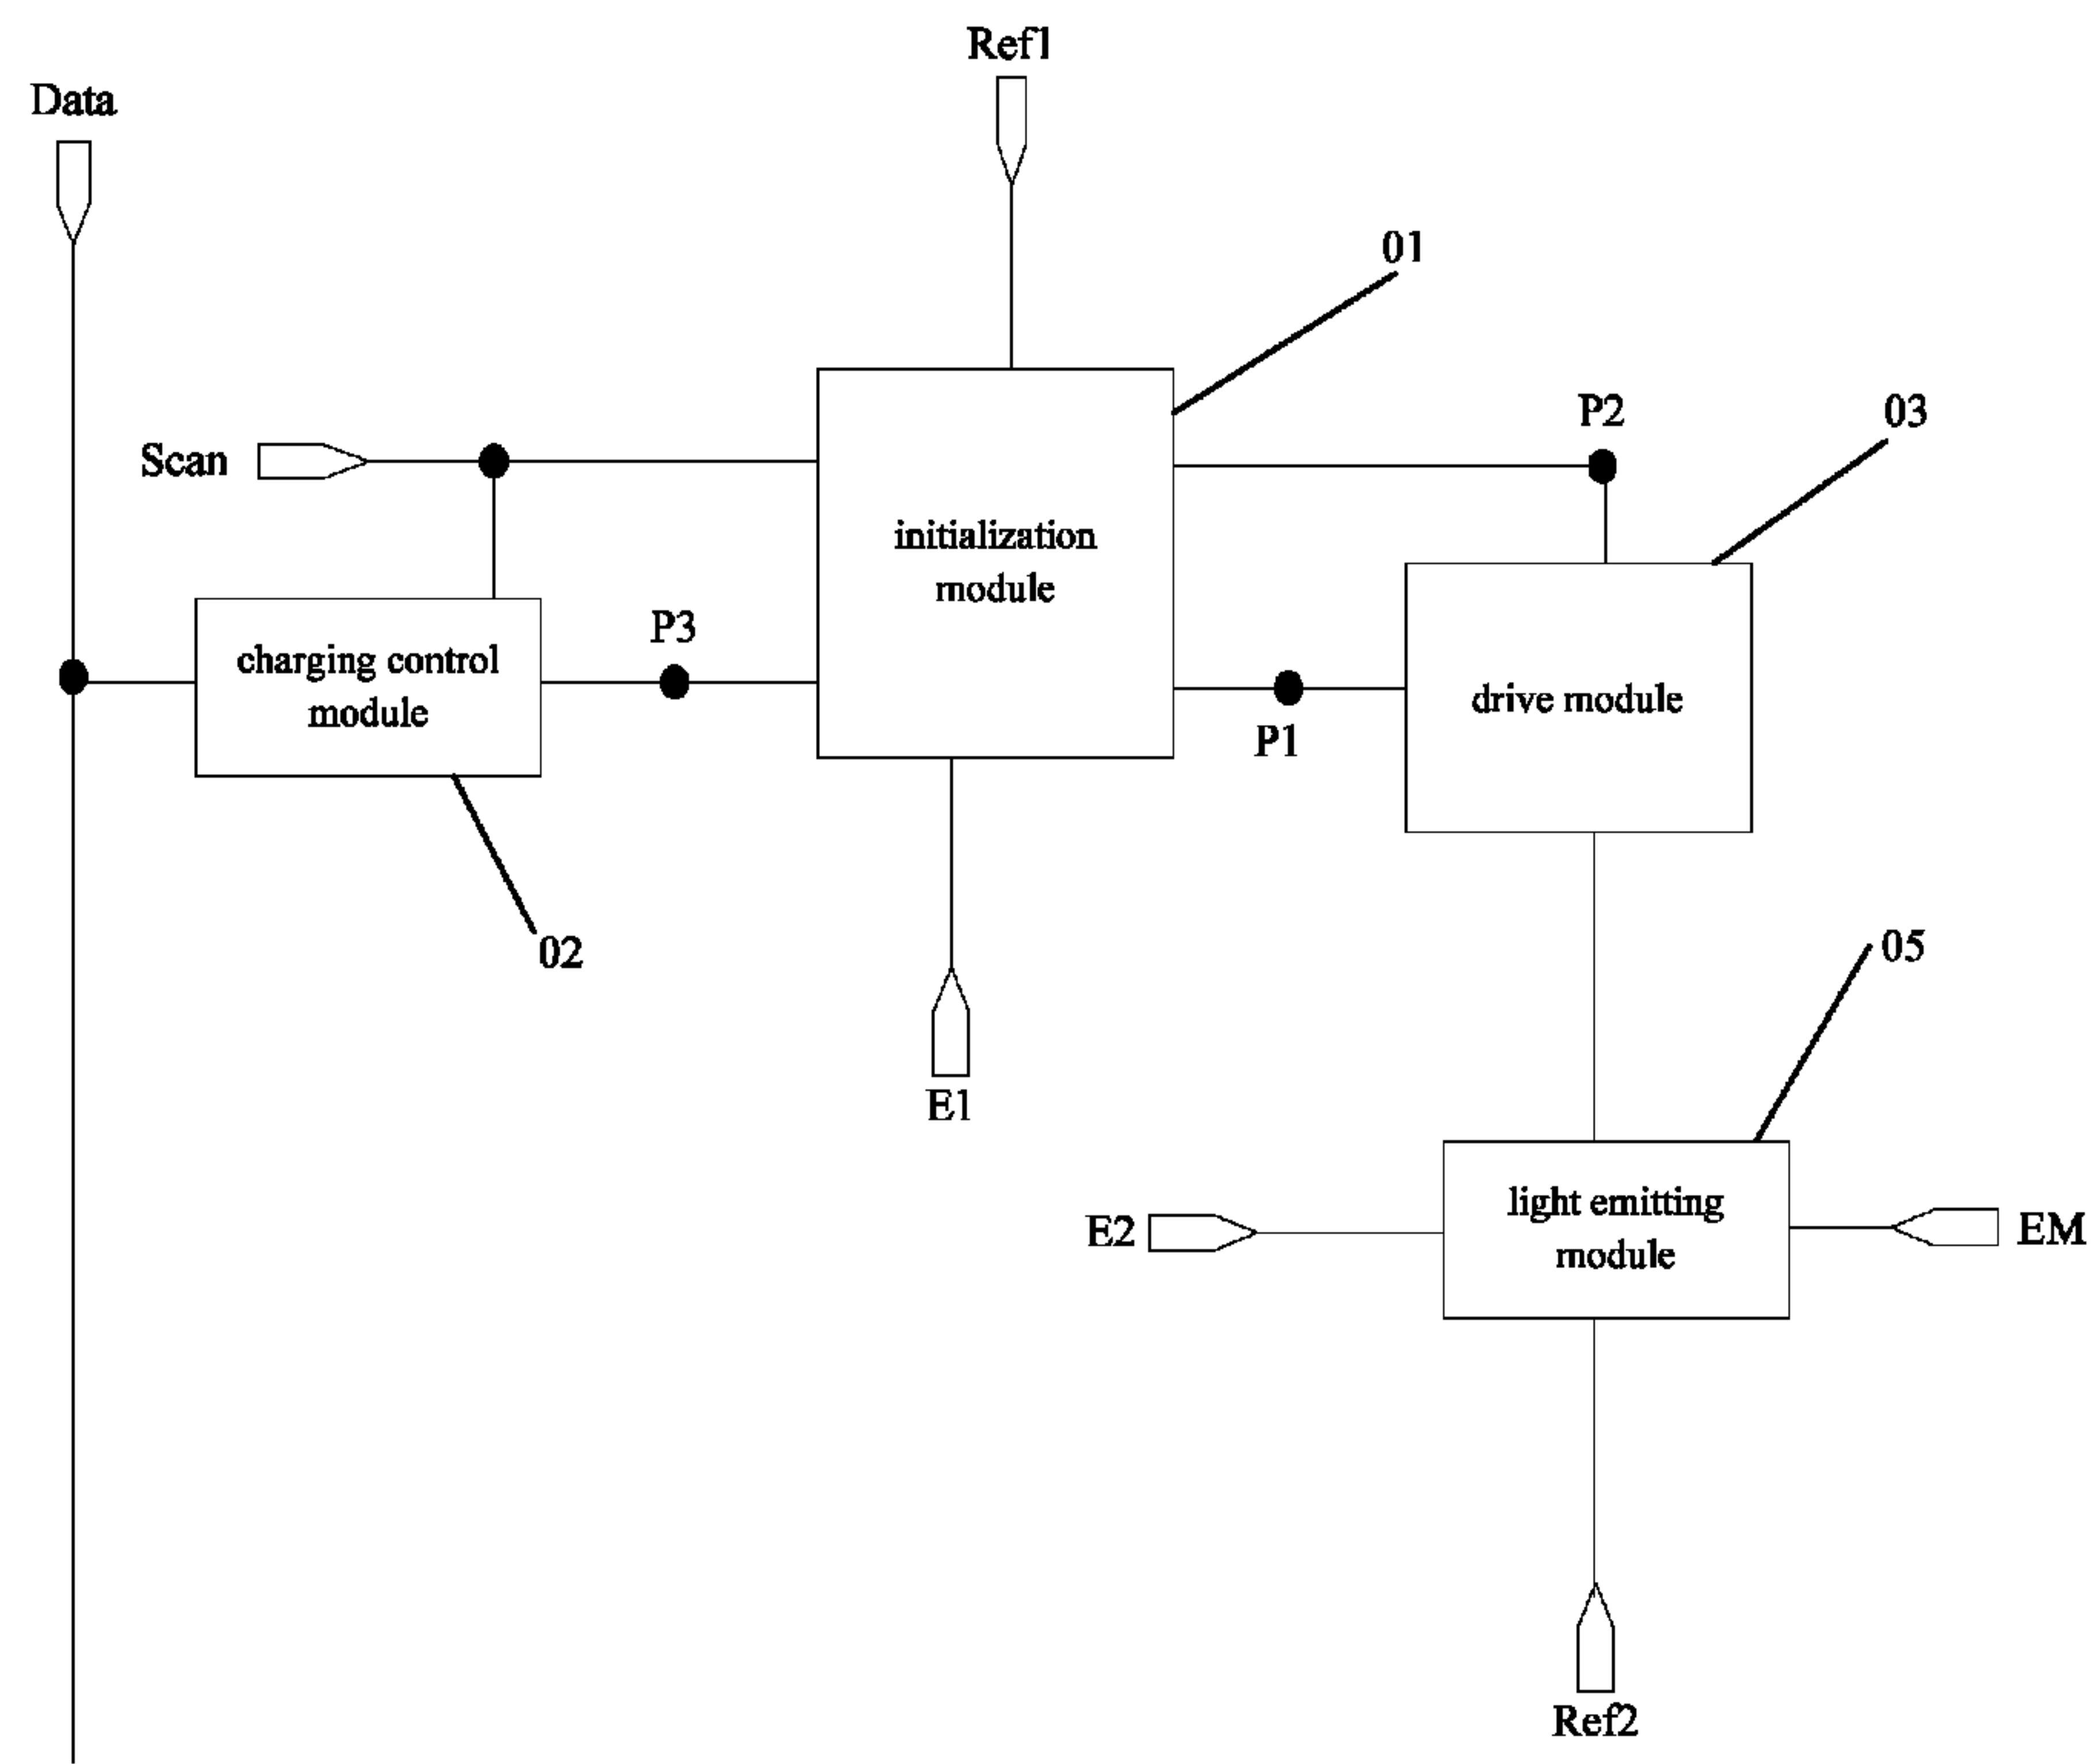 Ref1
Data
01
P2
03
Scan
initialization
module
P3
charging control
module
drive module
P1
02
05
E1
light emitting
module
E2
EM
Ref2